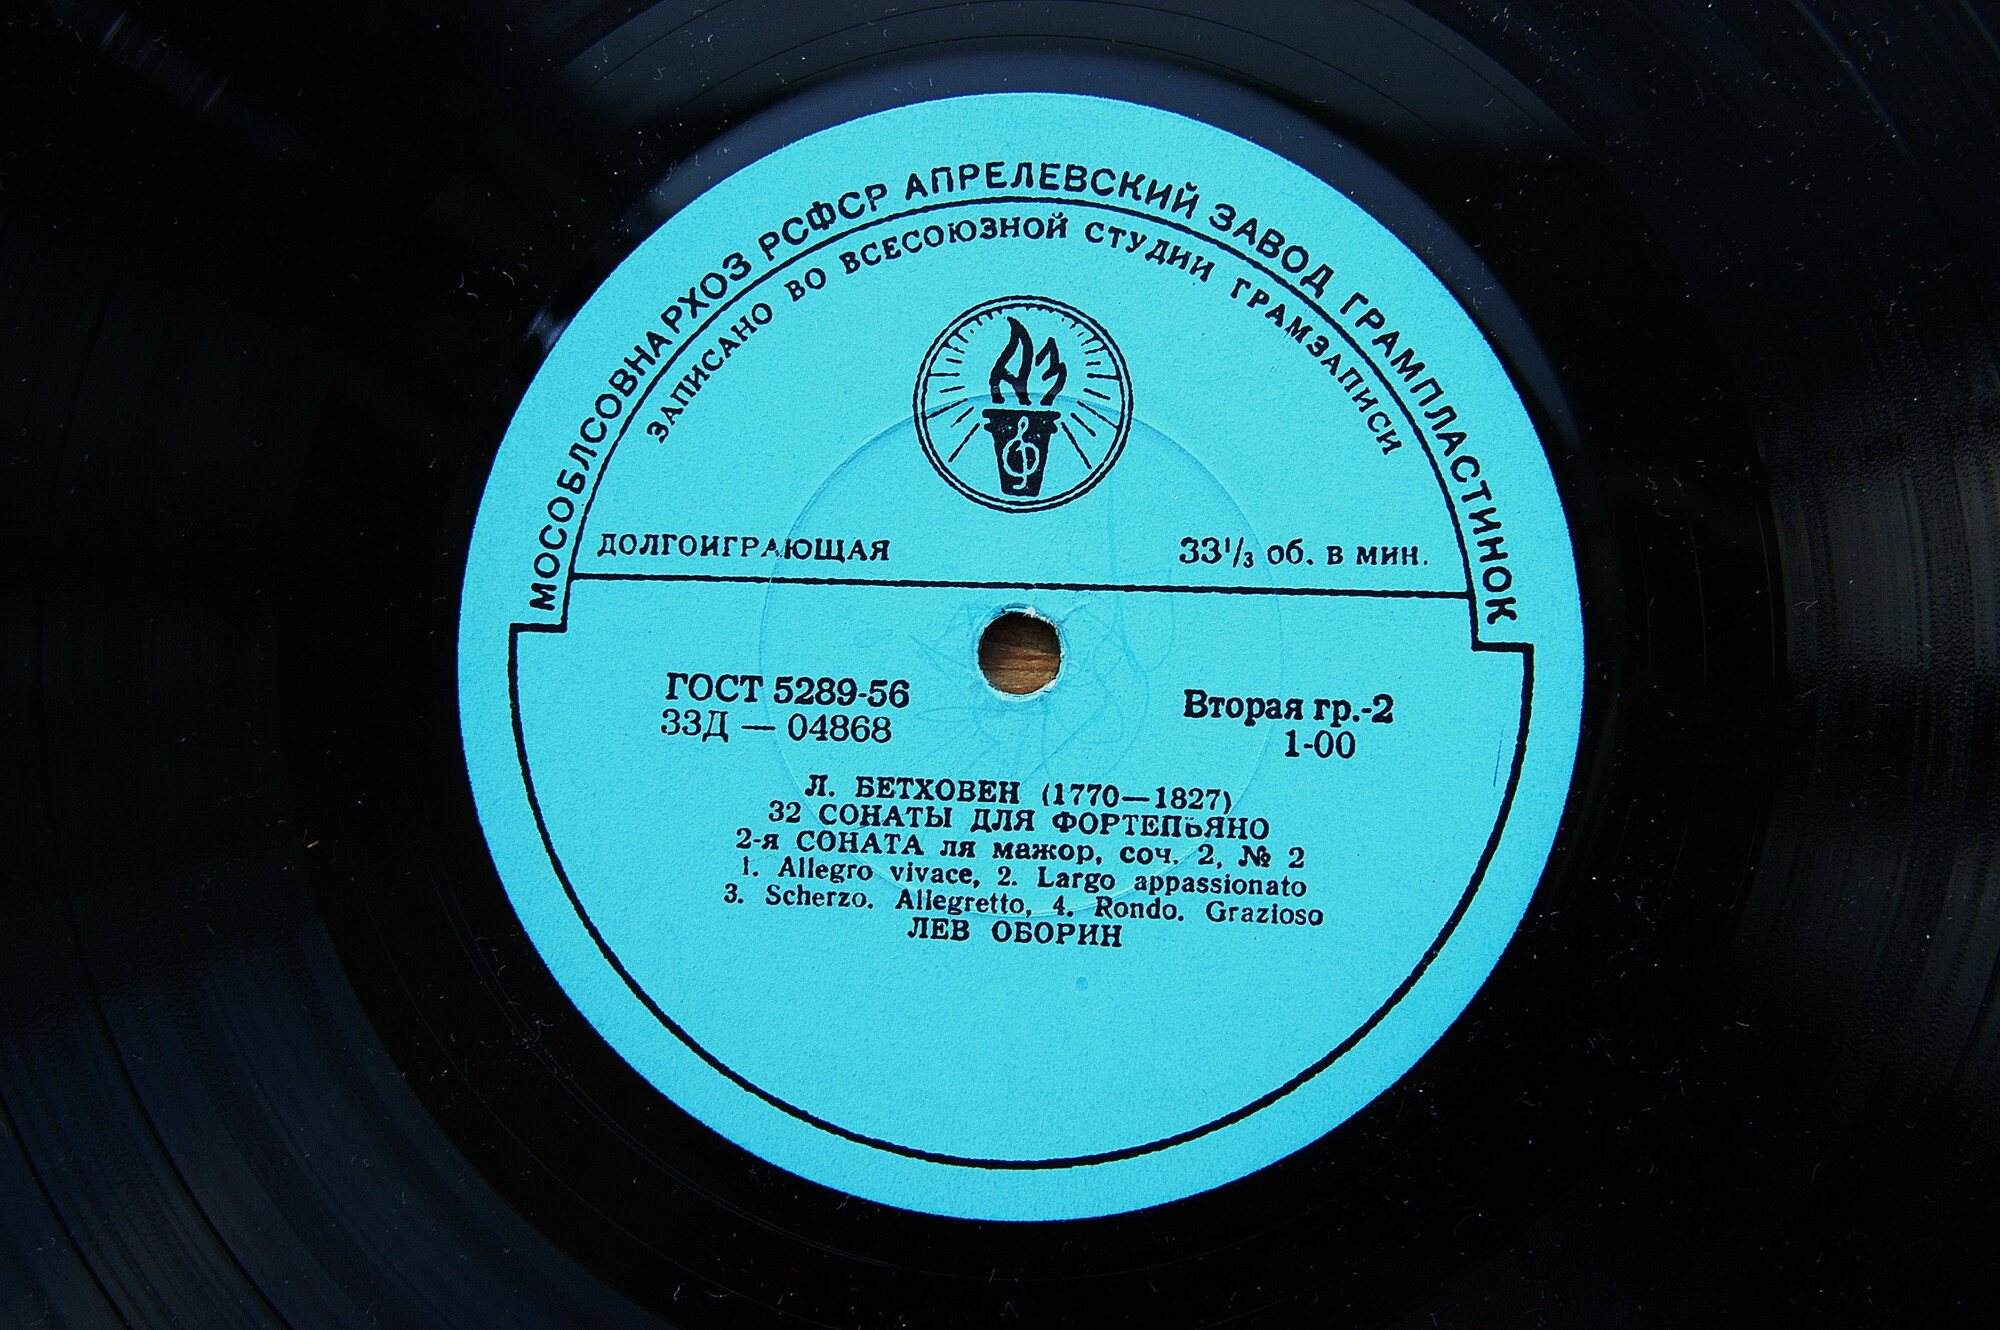 МОСОБЛСОВНАРХОЗ РСФСР АПРЕЛЕВСКИЙ ЗАВОД ГРАМПЛАСТИНОК
ЗАПИСАНО ВО ВСЕСОЮЗНОЙ СТУДИИ ГРАМЗАПИСИ
АЗ
ДОЛГОИГРАЮЩАЯ 33¹/₃ об. в мин.
ГОСТ 5289-56 Вторая гр.-2
33Д — 04868 1-00
Л. БЕТХОВЕН (1770—1827)
32 СОНАТЫ ДЛЯ ФОРТЕПЬЯНО
2-я СОНАТА ля мажор, соч. 2, № 2
1. Allegro vivace, 2. Largo appassionato
3. Scherzo. Allegretto, 4. Rondo. Grazioso
ЛЕВ ОБОРИН